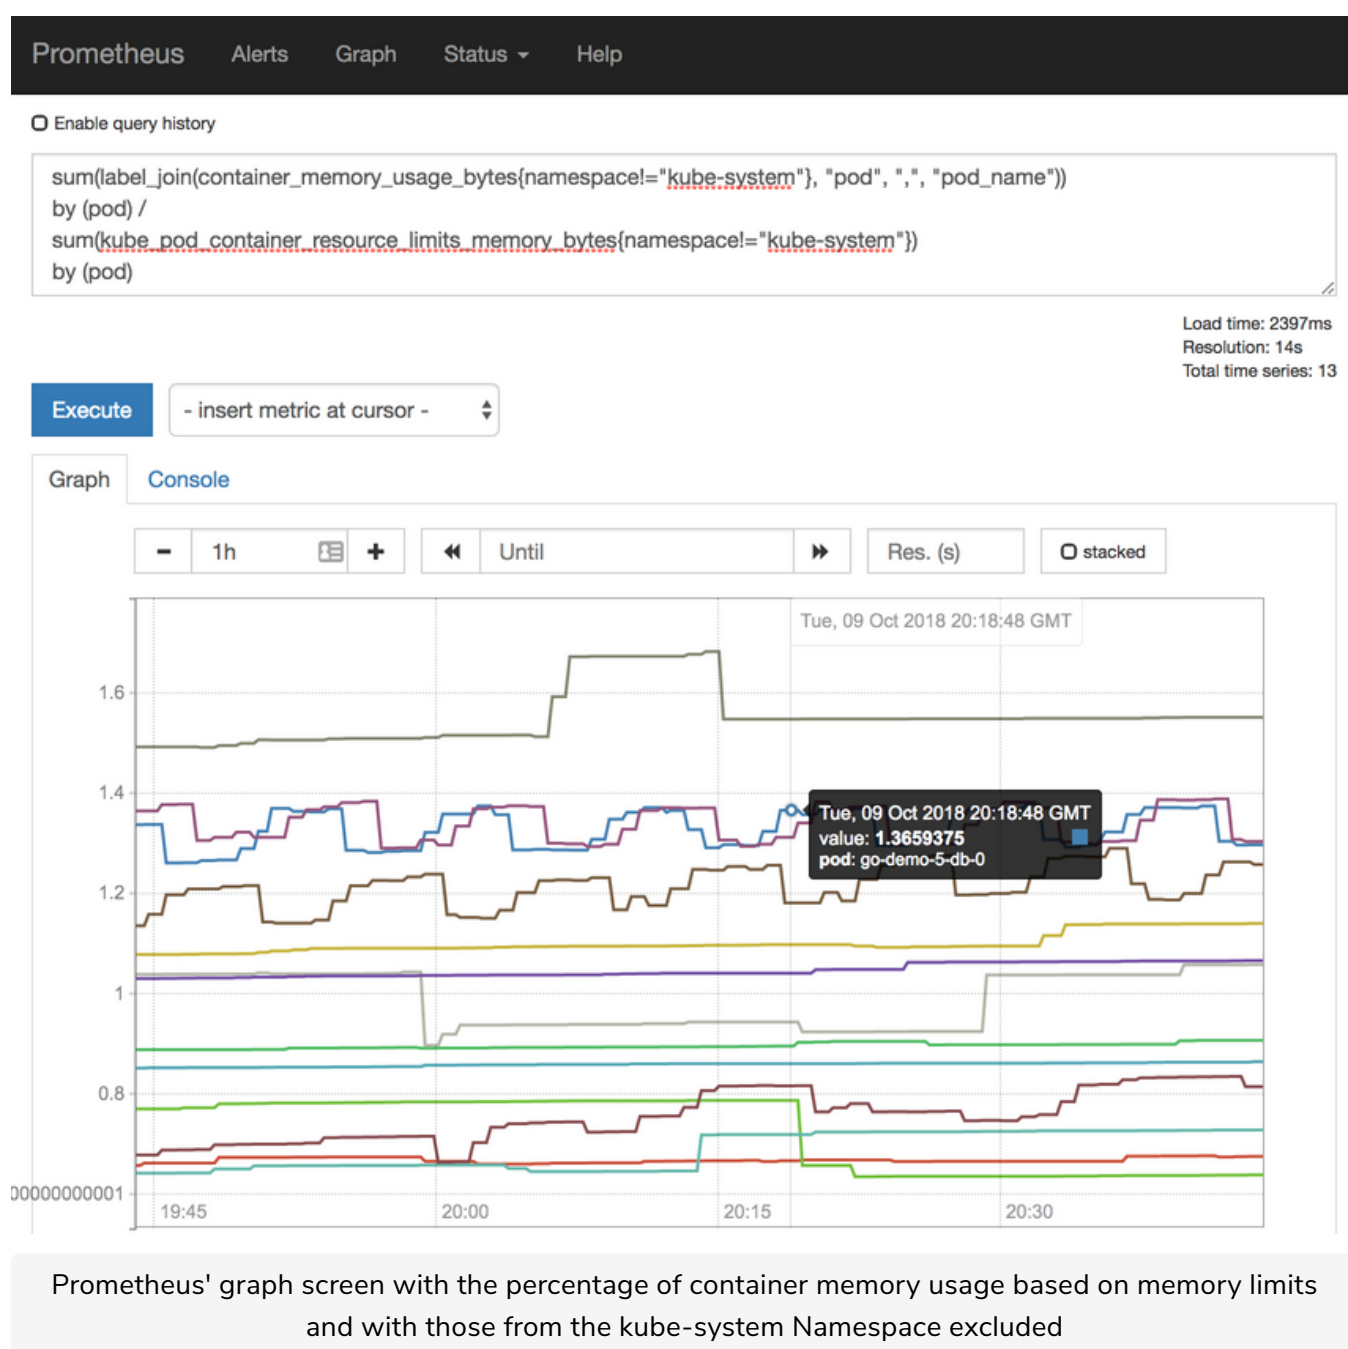 Prometheus Alerts Graph Status Help
Enable query history
sum(label_join(container_memory_usage_bytes{namespace!="kube-system"}, "pod", ",", "pod_name"))
by (pod) /
sum(kube_pod_container_resource_limits_memory_bytes{namespace!="kube-system"})
by (pod)
Load time: 2397ms
Resolution: 14s
Total time series: 13
Execute - insert metric at cursor -
Graph Console
1h Until Res. (s) stacked
Tue, 09 Oct 2018 20:18:48 GMT
1.6
1.4
Tue, 09 Oct 2018 20:18:48 GMT
value: 1.3659375
pod: go-demo-5-db-0
1.2
1
0.8
00000000001
19:45 20:00 20:15 20:30
Prometheus' graph screen with the percentage of container memory usage based on memory limits
and with those from the kube-system Namespace excluded